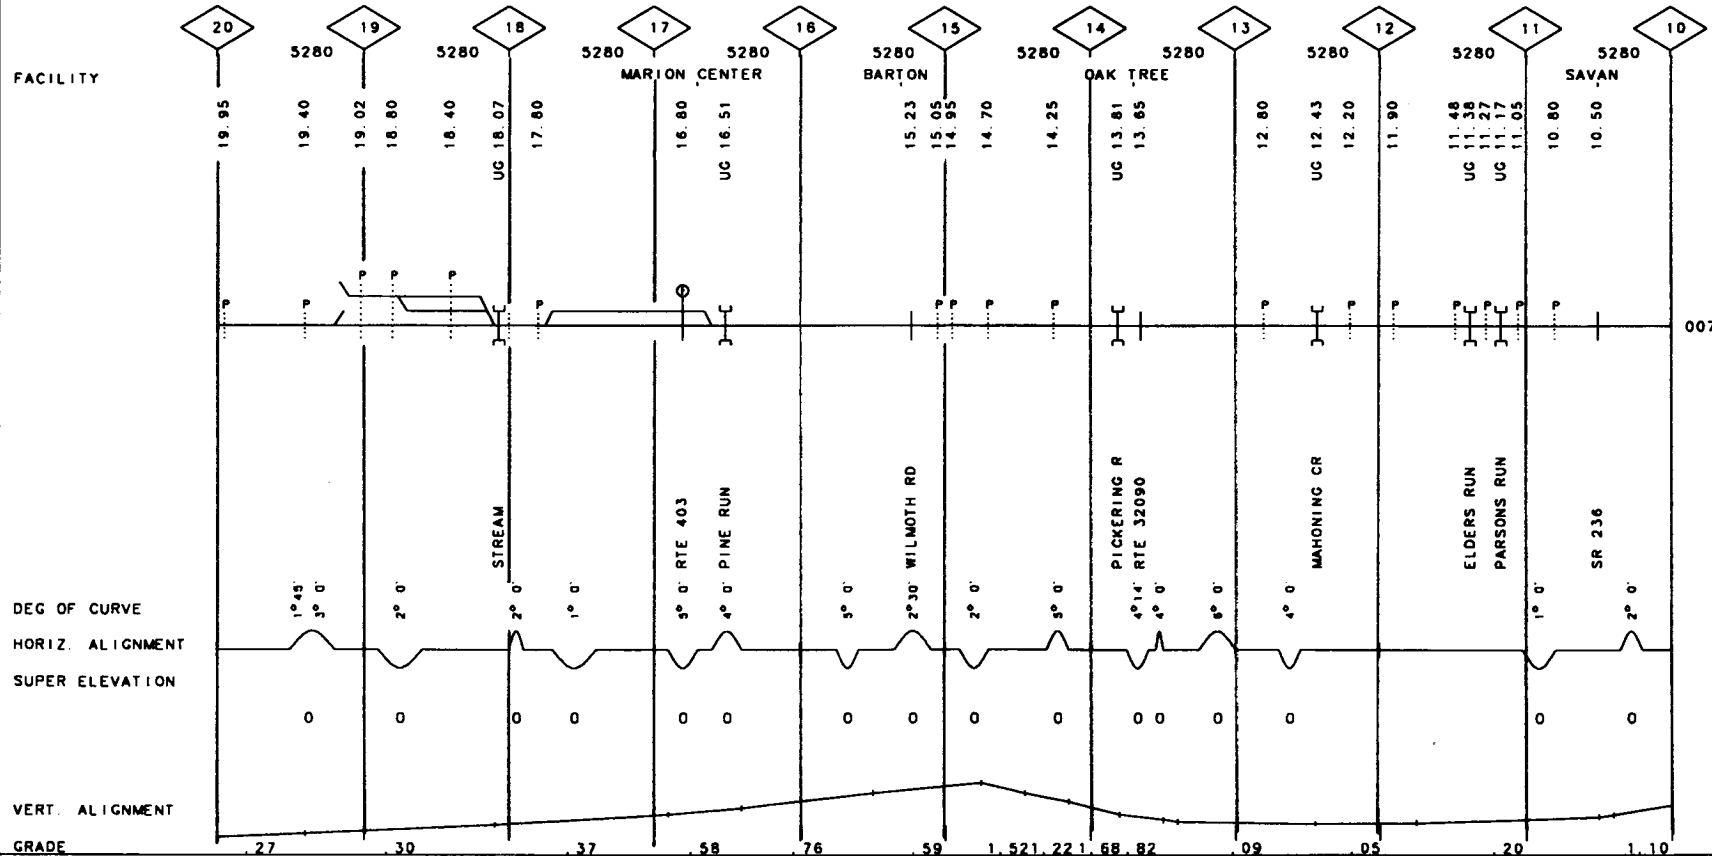 20 19 18 17 16 15 14 13 12 11 10
5280 5280 5280 5280 5280 5280 5280 5280 5280 5280
FACILITY MARION CENTER BARTON OAK TREE SAVAN
19.95
19.40
19.02
18.80
18.40
UG 18.07
17.80
16.80
UG 16.51
15.23
15.05
14.95
14.70
14.25
UG 13.81
13.65
12.80
UG 12.43
12.20
11.90
11.48
UG 11.38
11.27
UG 11.17
11.05
10.80
10.50
P P P
P P P P P P P P P P P P P P
007
STREAM
RTE 403
PINE RUN
WILMOTH RD
PICKERING R
RTE 32090
MAHONING CR
ELDERS RUN
PARSONS RUN
SR 236
DEG OF CURVE 1°45' 3° 0' 2° 0' 2° 0' 1° 0' 5° 0' 4° 0' 5° 0' 2°30' 2° 0' 5° 0' 4°14' 4° 0' 6° 0' 4° 0' 1° 0' 2° 0'
HORIZ. ALIGNMENT
SUPER ELEVATION
0 0 0 0 0 0 0 0 0 0 0 0 0 0 0 0
VERT. ALIGNMENT
GRADE .27 .30 .37 .58 .76 .59 1.52 1.22 1.68 .82 .09 .05 .20 1.10